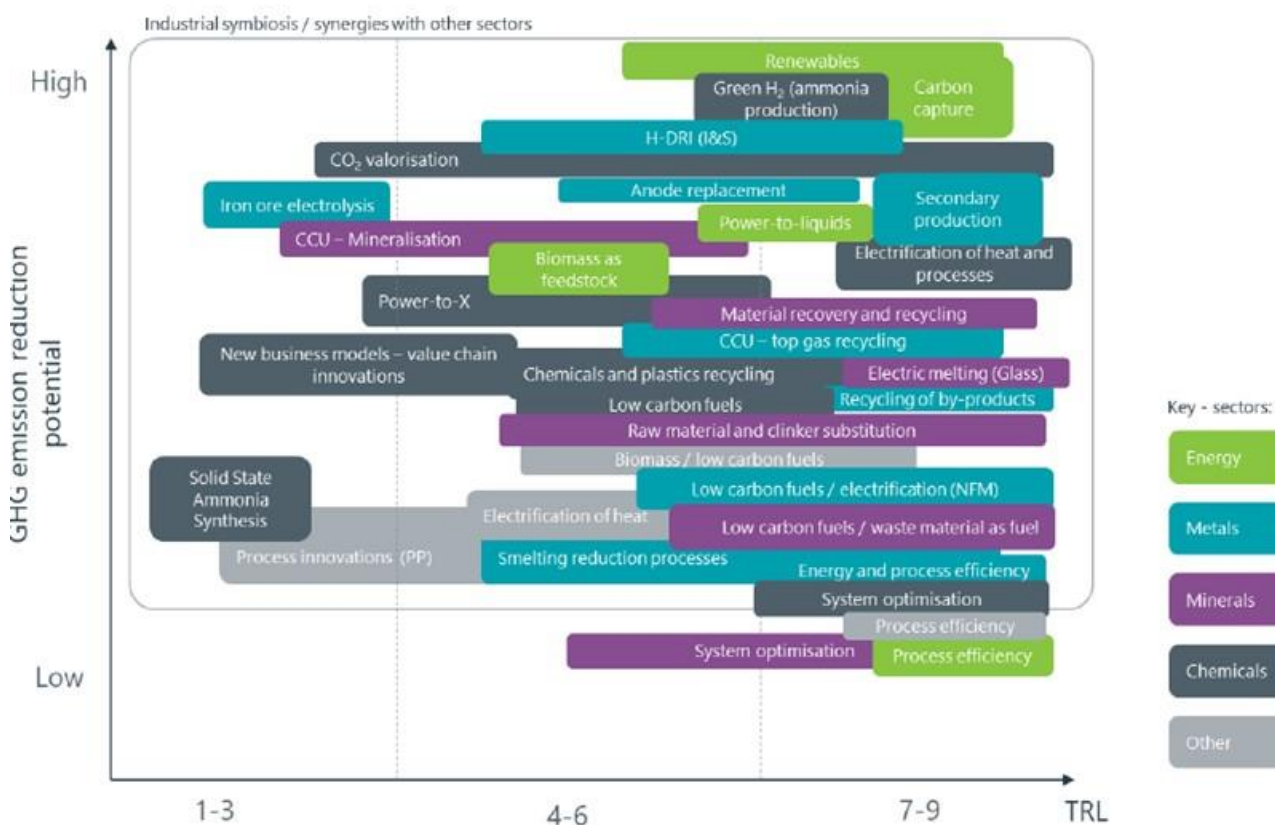 Industrial symbiosis / synergies with other sectors
High
Renewables
Green H₂ (ammonia
production)
Carbon
capture
H-DRI (I&S)
CO₂ valorisation
Anode replacement
Iron ore electrolysis
Secondary
production
Power-to-liquids
CCU – Mineralisation
Electrification of heat and
processes
Biomass as
feedstock
Power-to-X
Material recovery and recycling
CCU – top gas recycling
New business models – value chain
innovations
Chemicals and plastics recycling
Electric melting (Glass)
Low carbon fuels
Recycling of by-products
Raw material and clinker substitution
Biomass / low carbon fuels
Solid State
Ammonia
Synthesis
Low carbon fuels / electrification (NFM)
Electrification of heat
Low carbon fuels / waste material as fuel
Process innovations (PP)
Smelting reduction processes
Energy and process efficiency
System optimisation
Process efficiency
System optimisation
Process efficiency
Low
GHG emission reduction
potential
1-3
4-6
7-9
TRL
Key - sectors:
Energy
Metals
Minerals
Chemicals
Other